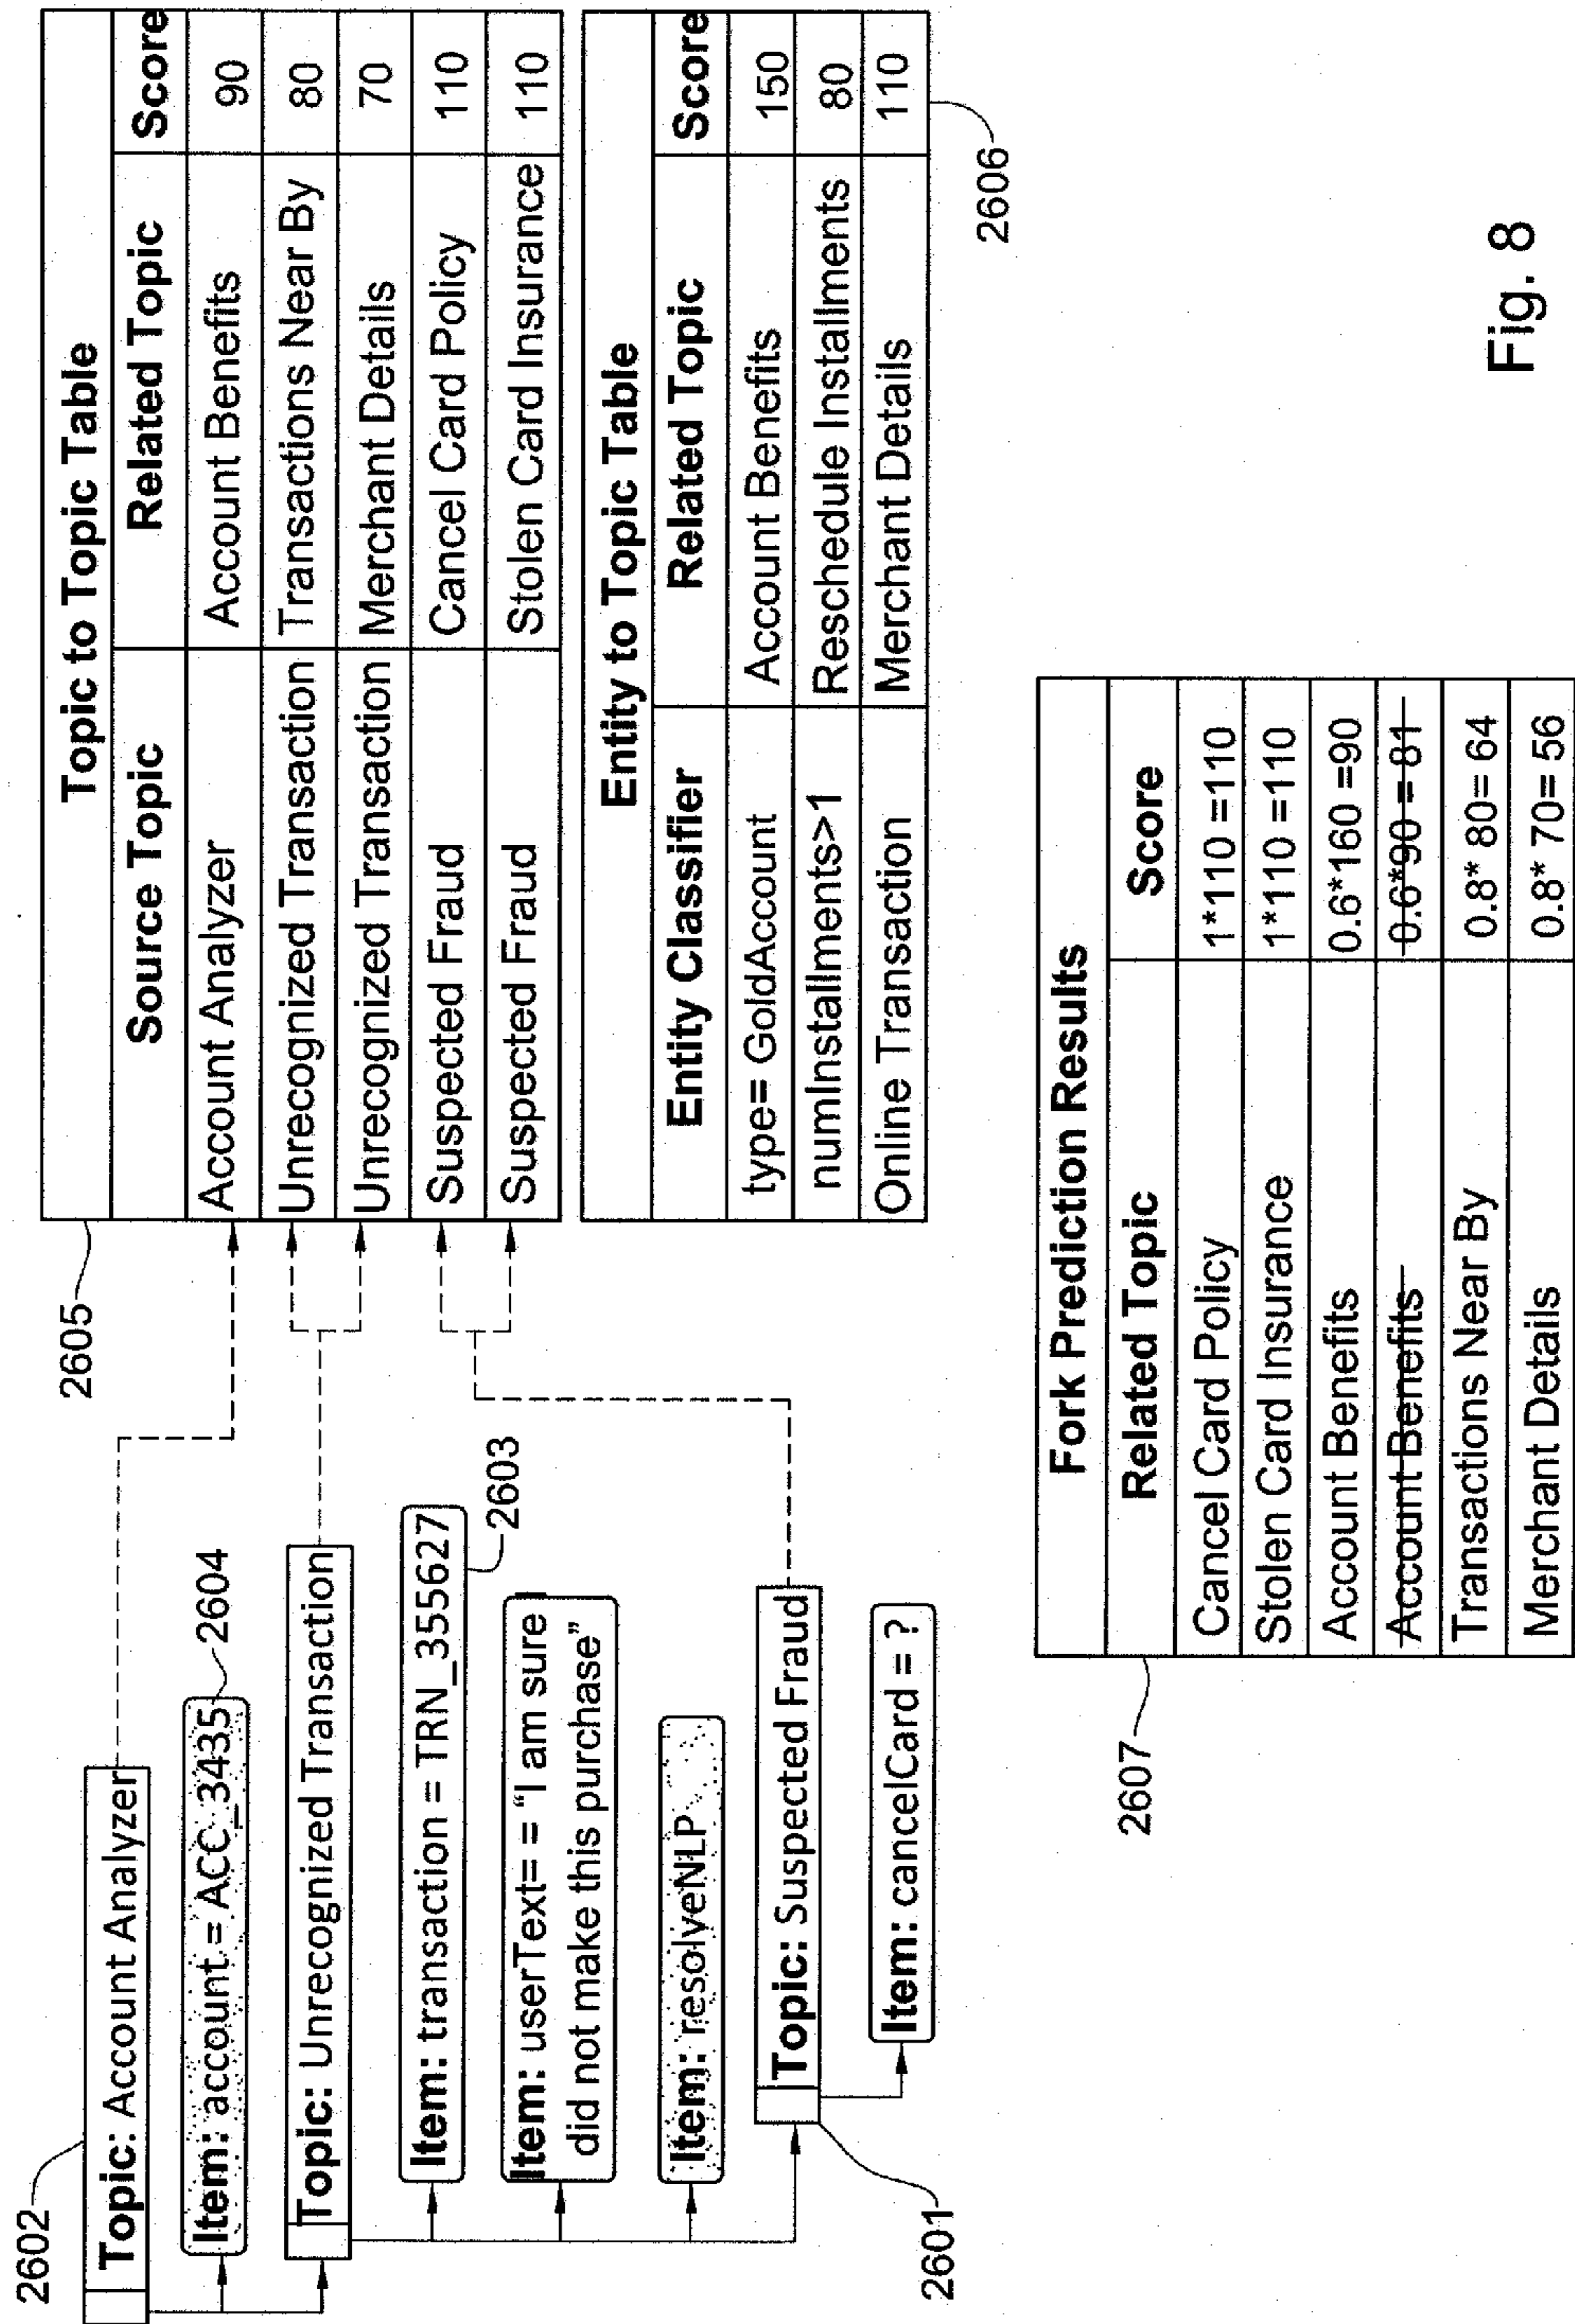 2602
Topic: Account Analyzer
Item: account = ACC_3435
2604
Topic: Unrecognized Transaction
Item: transaction = TRN_355627
2603
Item: userText= = "I am sure
did not make this purchase"
Item: resolveNLP
Topic: Suspected Fraud
2601
Item: cancelCard = ?
2605
Topic to Topic Table
Source Topic Related Topic Score
Account Analyzer Account Benefits 90
Unrecognized Transaction Transactions Near By 80
Unrecognized Transaction Merchant Details 70
Suspected Fraud Cancel Card Policy 110
Suspected Fraud Stolen Card Insurance 110
Entity to Topic Table
Entity Classifier Related Topic Score
type= GoldAccount Account Benefits 150
numInstallments>1 Reschedule Installments 80
Online Transaction Merchant Details 110
2606
2607
Fork Prediction Results
Related Topic Score
Cancel Card Policy 1*110 =110
Stolen Card Insurance 1*110 =110
Account Benefits 0.6*160 =90
Account Benefits 0.6*90 = 81
Transactions Near By 0.8* 80= 64
Merchant Details 0.8* 70= 56
Fig. 8